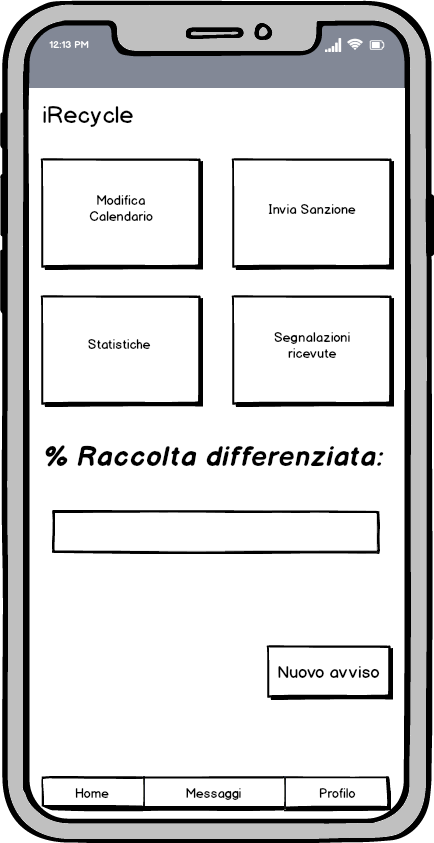 12:13 PM
iRecycle
Modifica
Calendario
Invia Sanzione
Statistiche
Segnalazioni
ricevute
% Raccolta differenziata:
Nuovo avviso
Home
Messaggi
Profilo